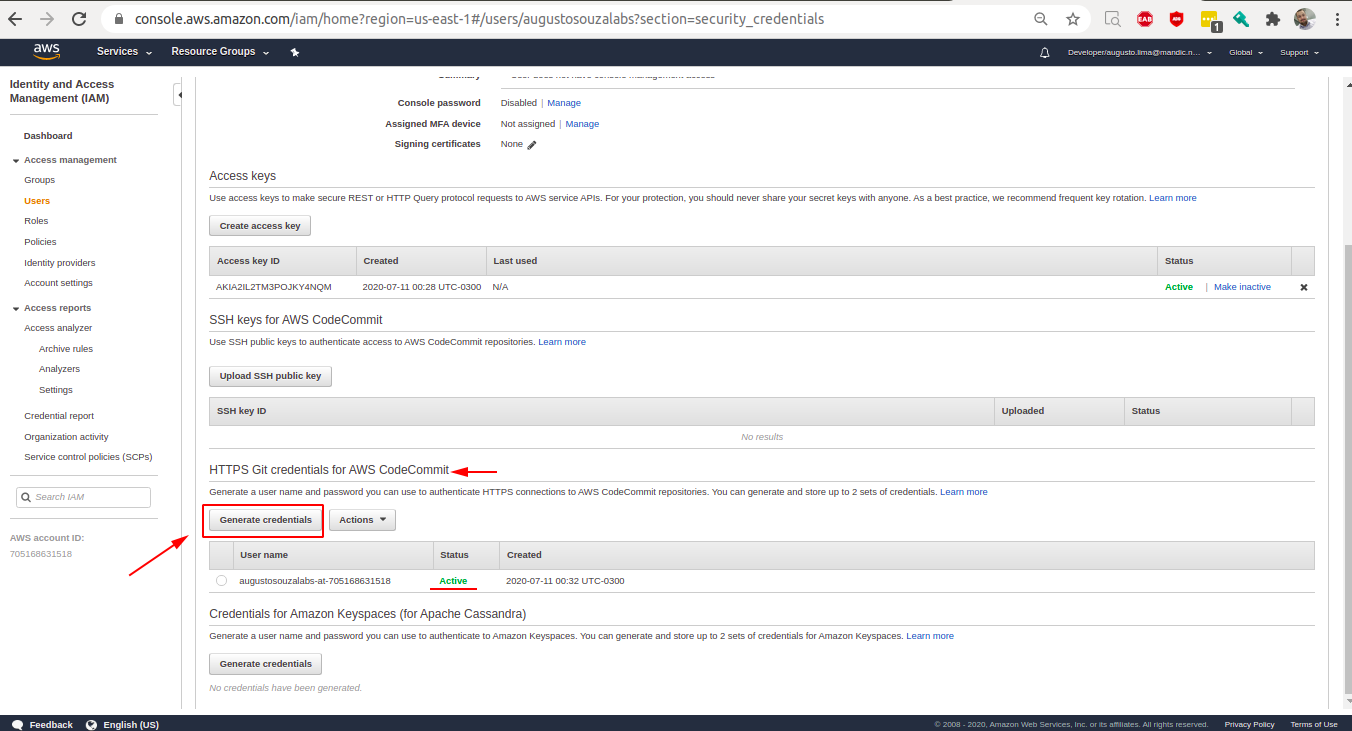 console.aws.amazon.com/iam/home?region=us-east-1#/users/augustosouzalabs?section=security_credentials
EAB
1
aws
Services
Resource Groups
Developer/augusto.lima@mandic.n...
Global
Support
Identity and Access
Management (IAM)
Dashboard
Access management
Groups
Users
Roles
Policies
Identity providers
Account settings
Access reports
Access analyzer
Archive rules
Analyzers
Settings
Credential report
Organization activity
Service control policies (SCPs)
Search IAM
AWS account ID:
705168631518
Summary User does not have console management access
Console password Disabled | Manage
Assigned MFA device Not assigned | Manage
Signing certificates None
Access keys
Use access keys to make secure REST or HTTP Query protocol requests to AWS service APIs. For your protection, you should never share your secret keys with anyone. As a best practice, we recommend frequent key rotation. Learn more
Create access key
Access key ID Created Last used Status
AKIA2IL2TM3POJKY4NQM 2020-07-11 00:28 UTC-0300 N/A Active | Make inactive
SSH keys for AWS CodeCommit
Use SSH public keys to authenticate access to AWS CodeCommit repositories. Learn more
Upload SSH public key
SSH key ID Uploaded Status
No results
HTTPS Git credentials for AWS CodeCommit
Generate a user name and password you can use to authenticate HTTPS connections to AWS CodeCommit repositories. You can generate and store up to 2 sets of credentials. Learn more
Generate credentials Actions
User name Status Created
augustosouzalabs-at-705168631518 Active 2020-07-11 00:32 UTC-0300
Credentials for Amazon Keyspaces (for Apache Cassandra)
Generate a user name and password you can use to authenticate to Amazon Keyspaces. You can generate and store up to 2 sets of credentials for Amazon Keyspaces. Learn more
Generate credentials
No credentials have been generated.
Feedback English (US)
© 2008 - 2020, Amazon Web Services, Inc. or its affiliates. All rights reserved. Privacy Policy Terms of Use